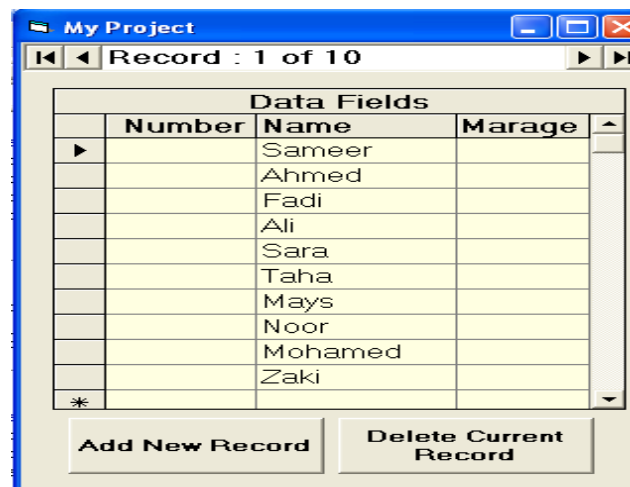 My Project
Record : 1 of 10
Data Fields
Number Name Marage
Sameer
Ahmed
Fadi
Ali
Sara
Taha
Mays
Noor
Mohamed
Zaki
Add New Record
Delete Current
Record